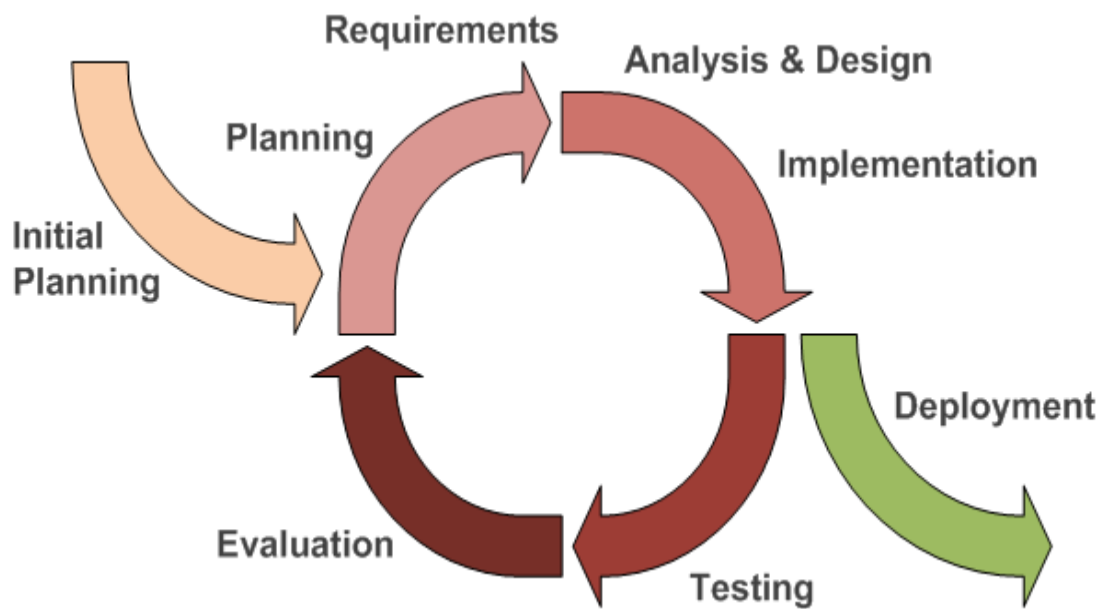 Requirements
Analysis & Design
Planning
Implementation
Initial
Planning
Deployment
Evaluation
Testing